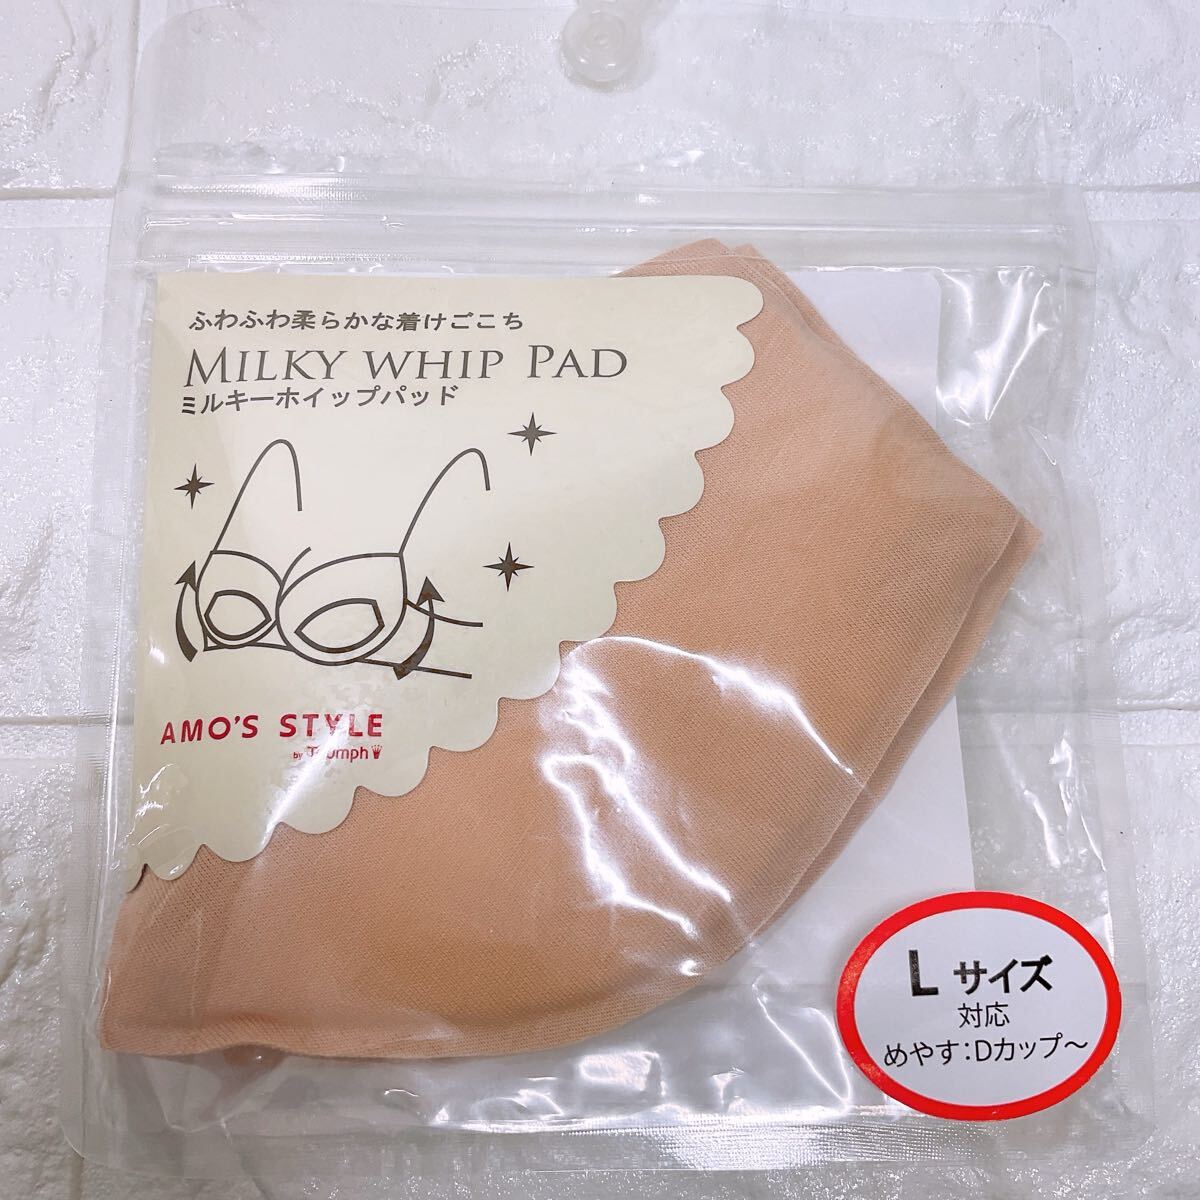 ふわふわ柔らかな着けごこち
MILKY WHIP PAD
ミルキーホイップパッド
AMO'S STYLE
by Triumph
L サイズ
対応
めやす:Dカップ〜